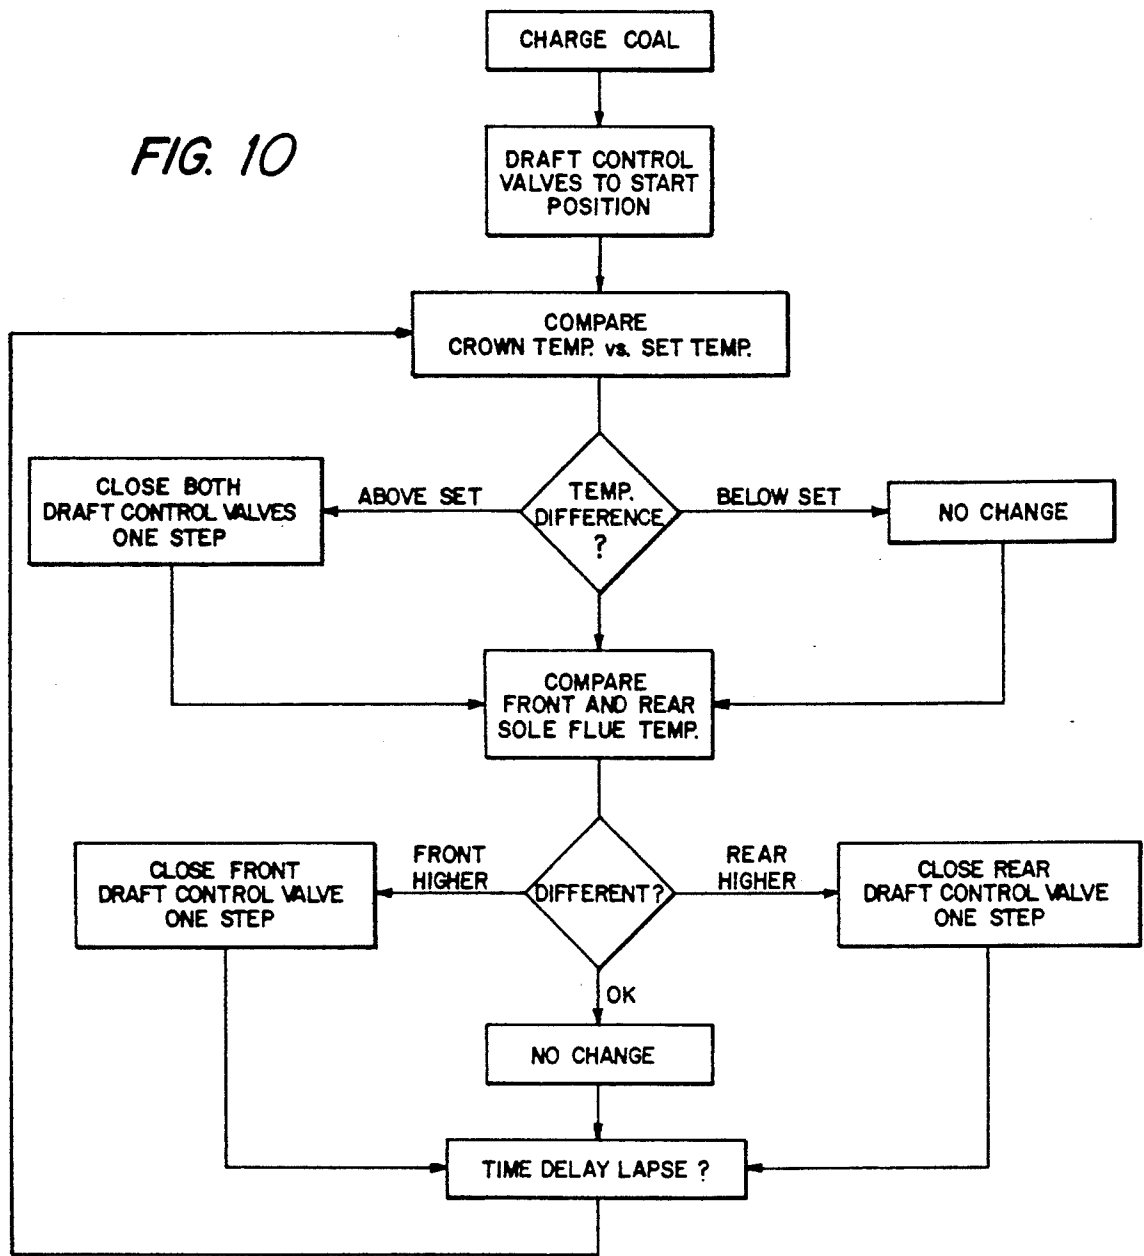 CHARGE COAL
FIG. 10
DRAFT CONTROL
VALVES TO START
POSITION
COMPARE
CROWN TEMP. vs. SET TEMP.
CLOSE BOTH
DRAFT CONTROL VALVES
ONE STEP
ABOVE SET
TEMP.
DIFFERENCE
?
BELOW SET
NO CHANGE
COMPARE
FRONT AND REAR
SOLE FLUE TEMP.
CLOSE FRONT
DRAFT CONTROL VALVE
ONE STEP
FRONT
HIGHER
DIFFERENT?
REAR
HIGHER
CLOSE REAR
DRAFT CONTROL VALVE
ONE STEP
OK
NO CHANGE
TIME DELAY LAPSE ?